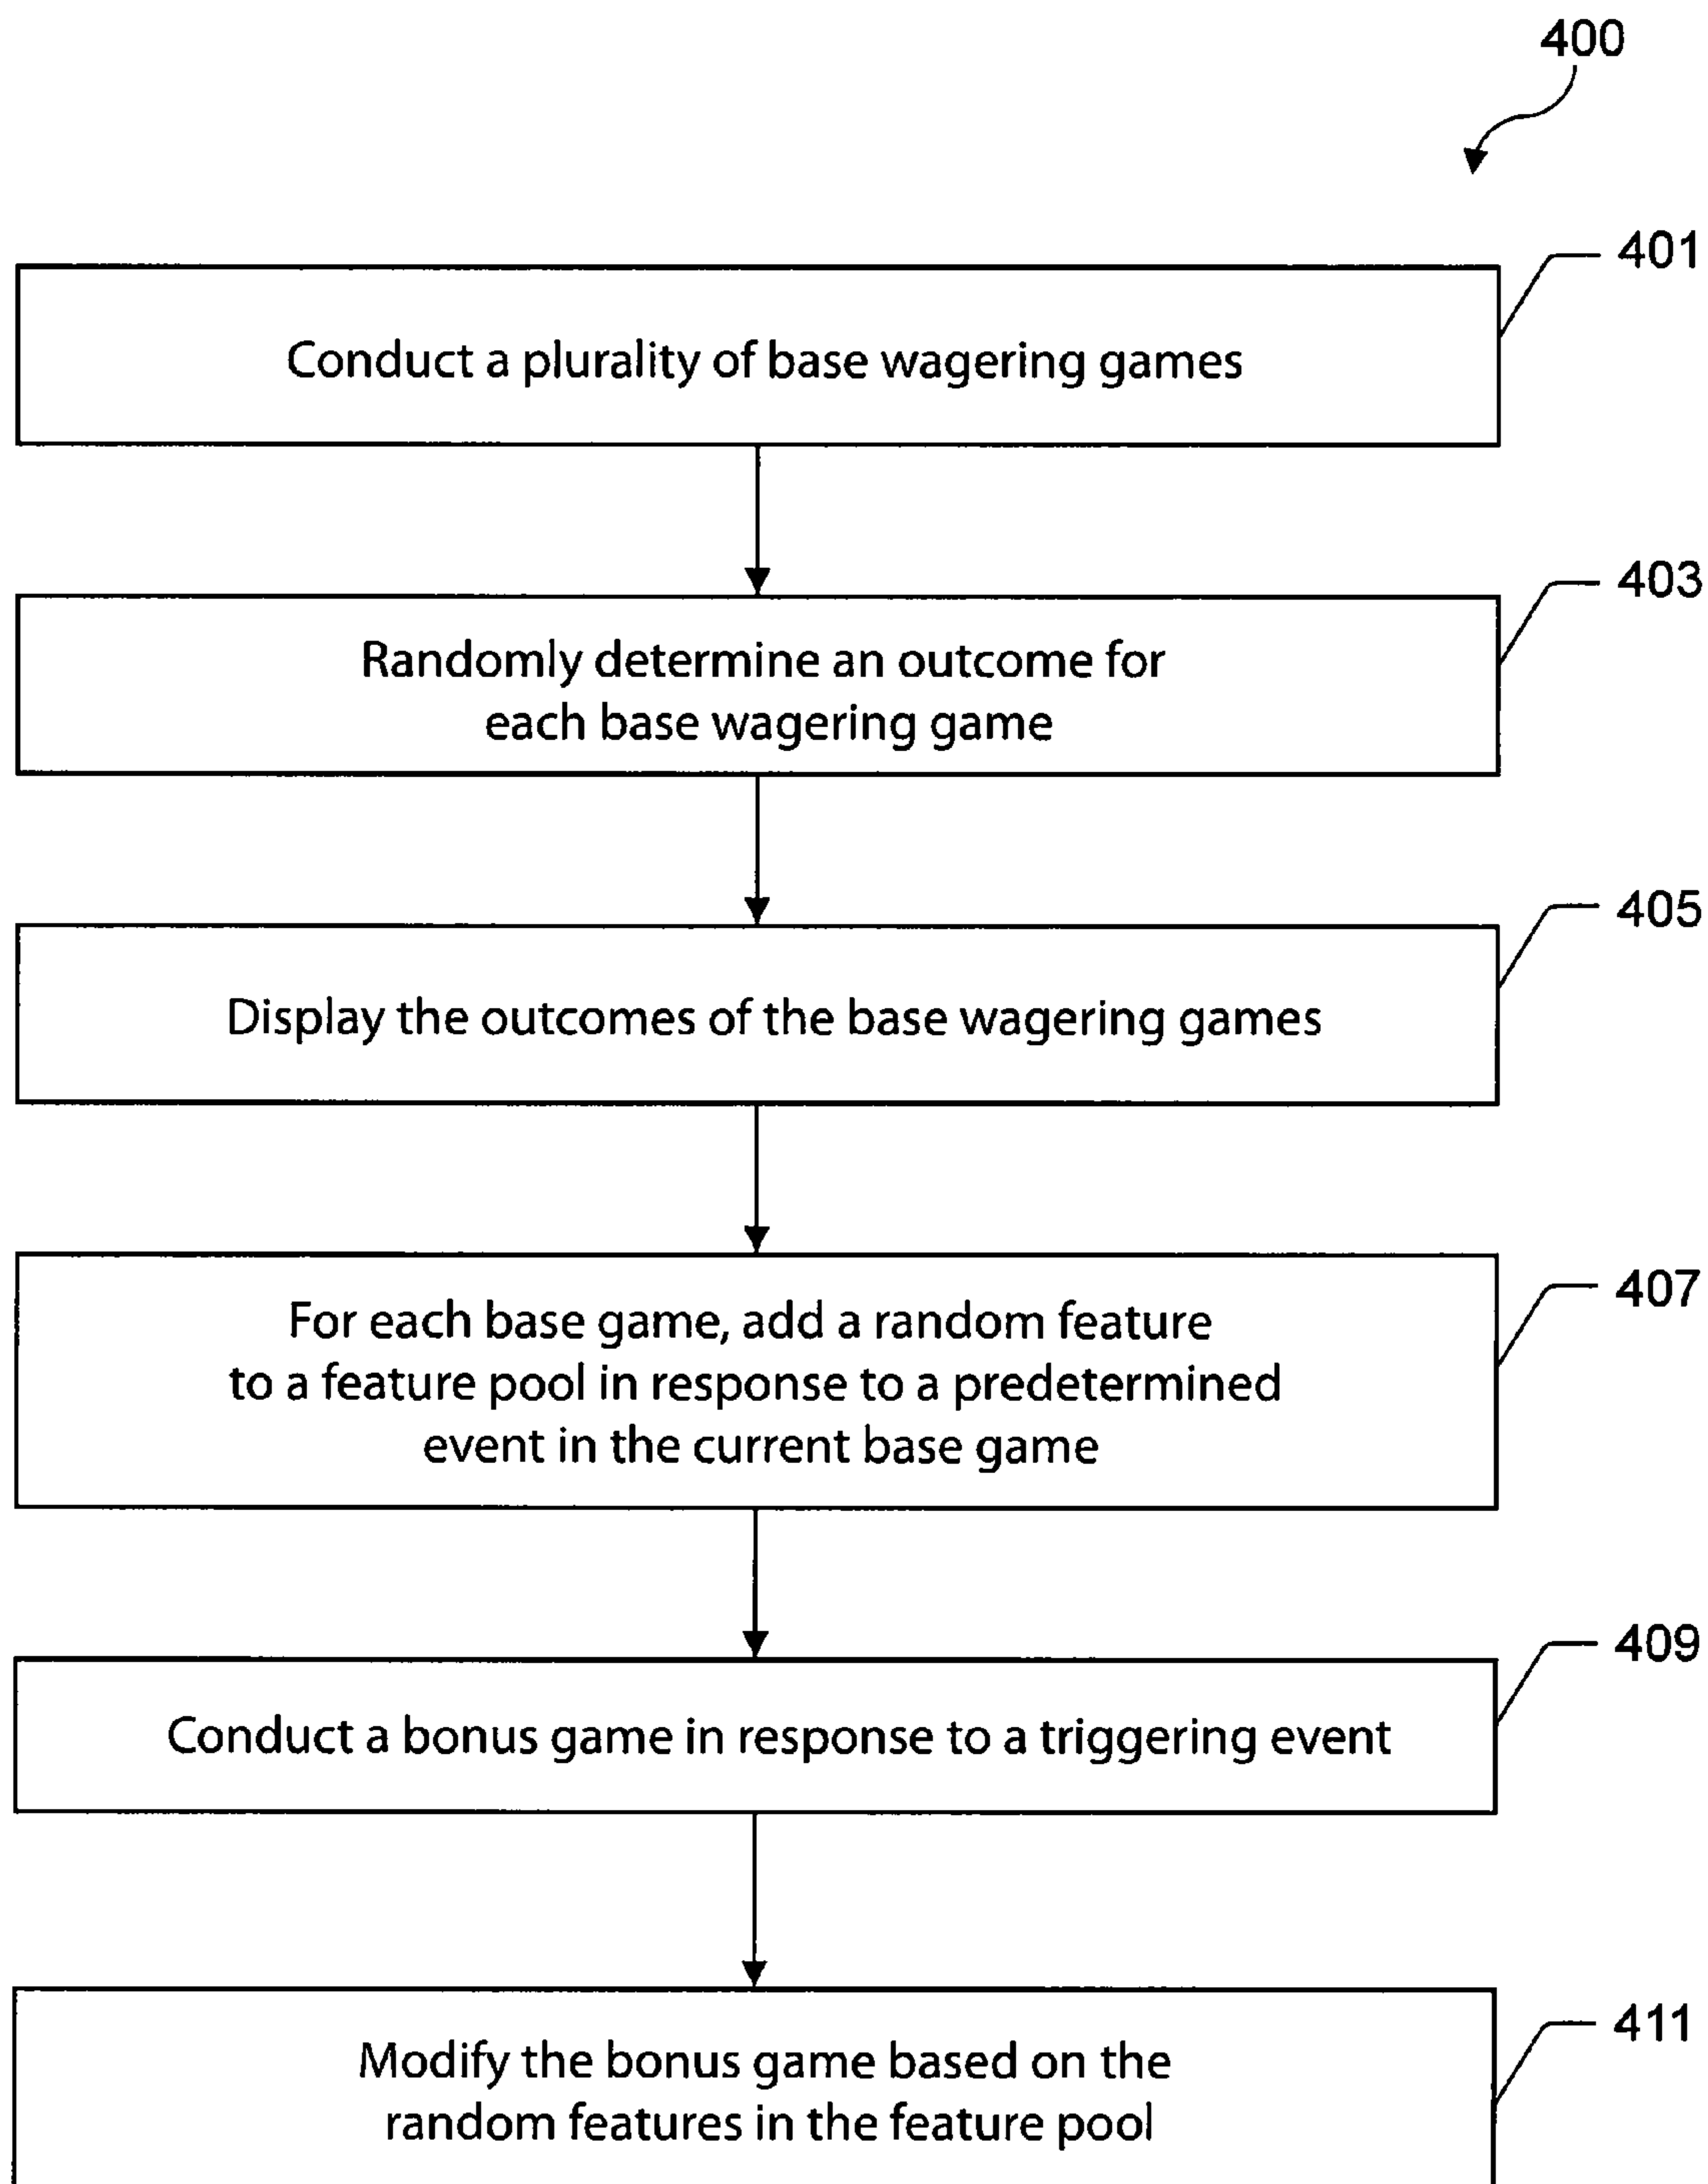 400
401
Conduct a plurality of base wagering games
403
Randomly determine an outcome for
each base wagering game
405
Display the outcomes of the base wagering games
407
For each base game, add a random feature
to a feature pool in response to a predetermined
event in the current base game
409
Conduct a bonus game in response to a triggering event
411
Modify the bonus game based on the
random features in the feature pool